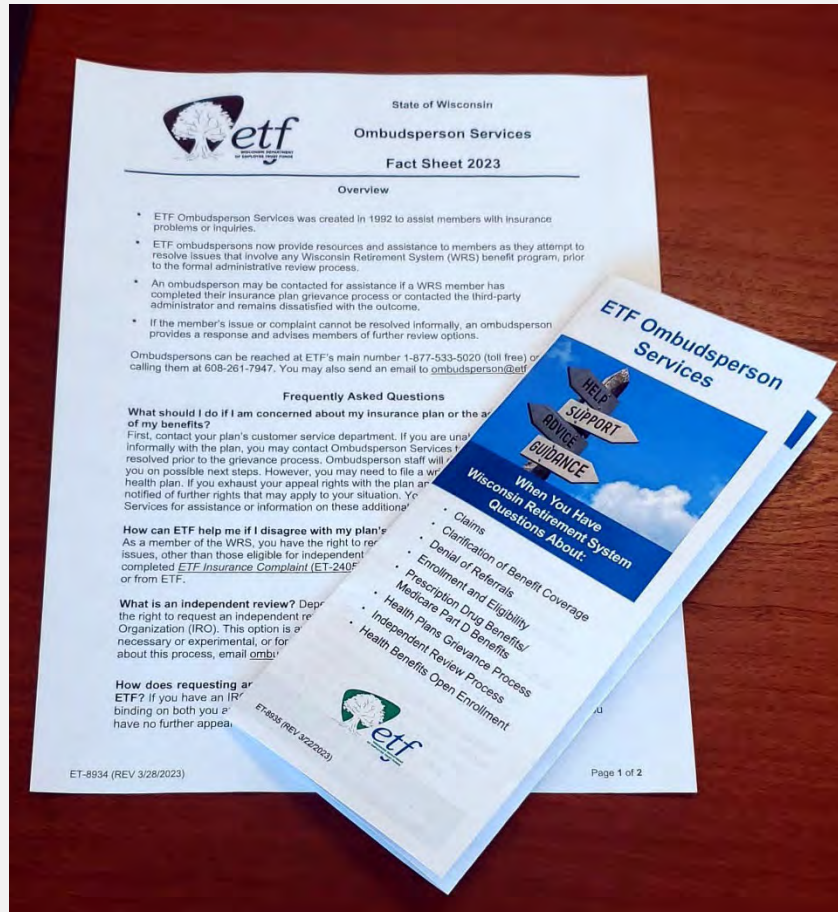 etf
WISCONSIN DEPARTMENT
OF EMPLOYEE TRUST FUNDS
State of Wisconsin
Ombudsperson Services
Fact Sheet 2023
Overview
• ETF Ombudsperson Services was created in 1992 to assist members with insurance
problems or inquiries.
• ETF ombudspersons now provide resources and assistance to members as they attempt to
resolve issues that involve any Wisconsin Retirement System (WRS) benefit program, prior
to the formal administrative review process.
• An ombudsperson may be contacted for assistance if a WRS member has
completed their insurance plan grievance process or contacted the third-party
administrator and remains dissatisfied with the outcome.
• If the member's issue or complaint cannot be resolved informally, an ombudsperson
provides a response and advises members of further review options.
Ombudspersons can be reached at ETF's main number 1-877-533-5020 (toll free) or
calling them at 608-261-7947. You may also send an email to ombudsperson@etf
Frequently Asked Questions
What should I do if I am concerned about my insurance plan or the
of my benefits?
First, contact your plan's customer service department. If you are
informally with the plan, you may contact Ombudsperson Services
resolved prior to the grievance process. Ombudsperson staff will
you on possible next steps. However, you may need to file a
health plan. If you exhaust your appeal rights with the plan
notified of further rights that may apply to your situation.
Services for assistance or information on these additional
How can ETF help me if I disagree with my plan's
As a member of the WRS, you have the right to
issues, other than those eligible for independent
completed ETF Insurance Complaint (ET-2405
or from ETF.
What is an independent review?
the right to request an independent
Organization (IRO). This option is
necessary or experimental, or for
about this process, email
How does requesting
ETF? If you have an
binding on both you
have no further
ET-8934 (REV 3/28/2023)
Page 1 of 2
ETF Ombudsperson
Services
HELP
SUPPORT
ADVICE
GUIDANCE
When You Have
Wisconsin Retirement System
Questions About:
• Claims
• Clarification of Benefit Coverage
• Denial of Referrals
• Enrollment and Eligibility
• Prescription Drug Benefits/
Medicare Part D Benefits
• Health Plans Grievance Process
• Independent Review Process
• Health Benefits Open Enrollment
etf
ET-8935 (REV 3/22/2023)